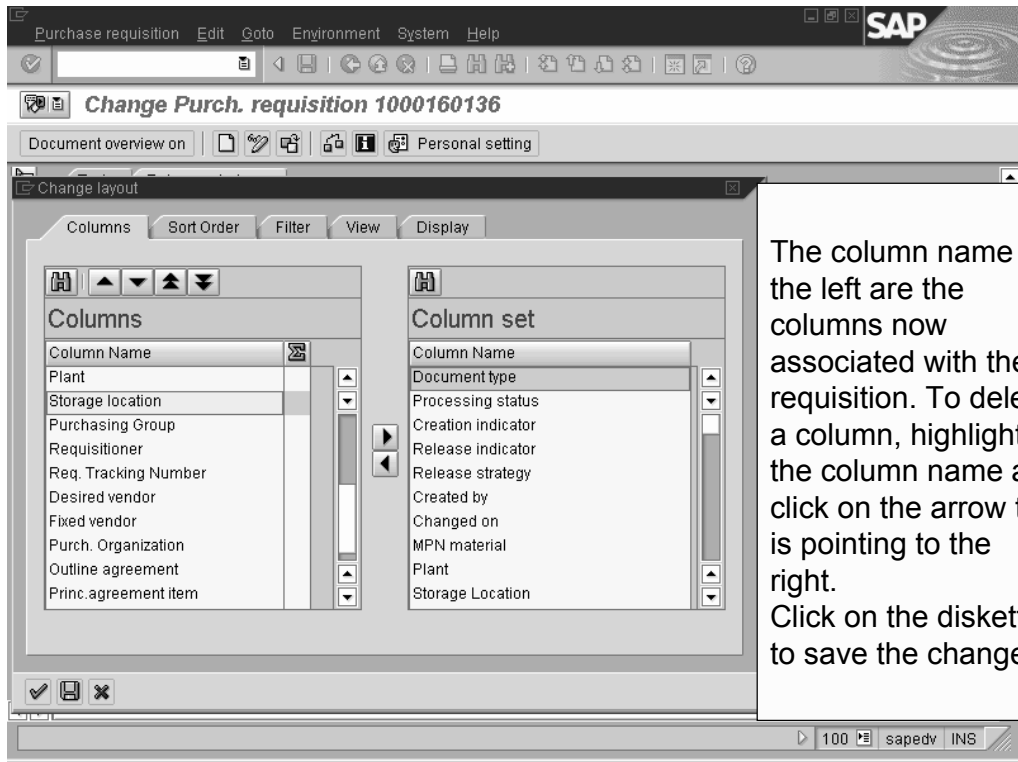 Purchase requisition Edit Goto Environment System Help
SAP
Change Purch. requisition 1000160136
Document overview on Personal setting
Change layout
Columns Sort Order Filter View Display
Columns
Column Name
Plant
Storage location
Purchasing Group
Requisitioner
Req. Tracking Number
Desired vendor
Fixed vendor
Purch. Organization
Outline agreement
Princ.agreement item
Column set
Column Name
Document type
Processing status
Creation indicator
Release indicator
Release strategy
Created by
Changed on
MPN material
Plant
Storage Location
The column name
the left are the
columns now
associated with the
requisition. To dele
a column, highlight
the column name a
click on the arrow t
is pointing to the
right.
Click on the diskett
to save the change
100 sapedv INS